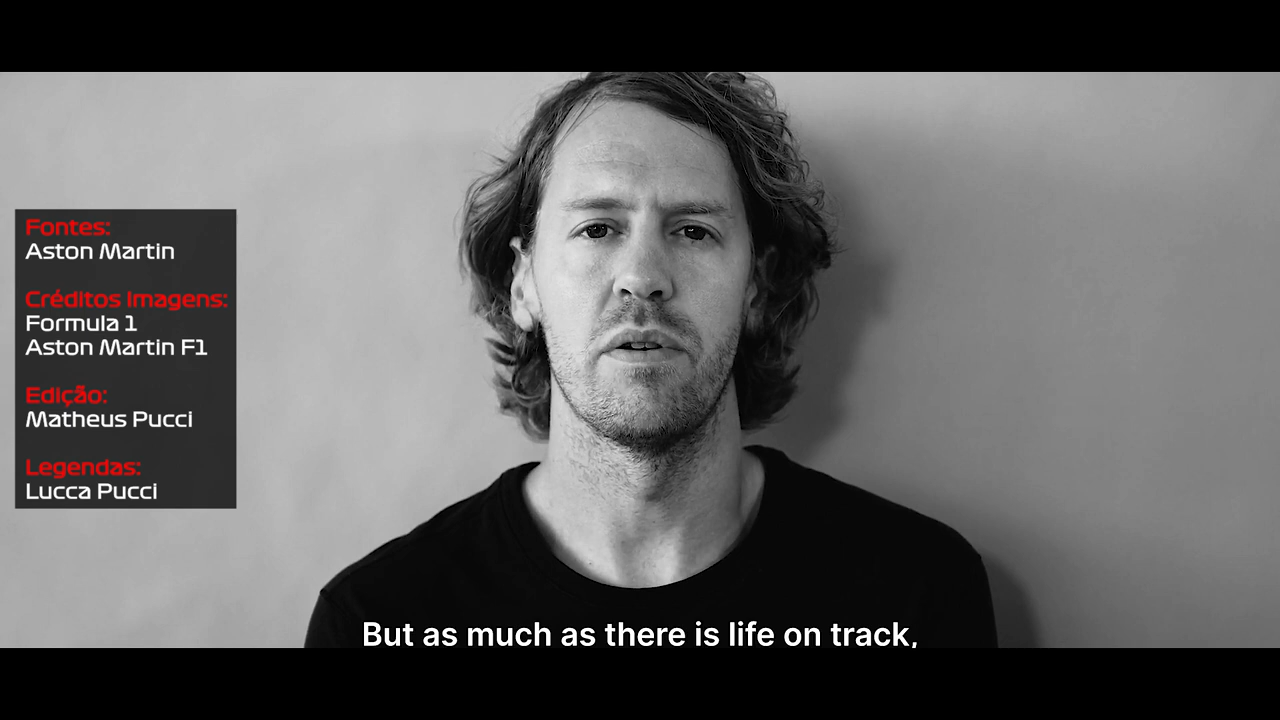 Fontes:
Aston Martin
Créditos Imagens:
Formula 1
Aston Martin F1
Edição:
Matheus Pucci
Legendas:
Lucca Pucci
But as much as there is life on track,